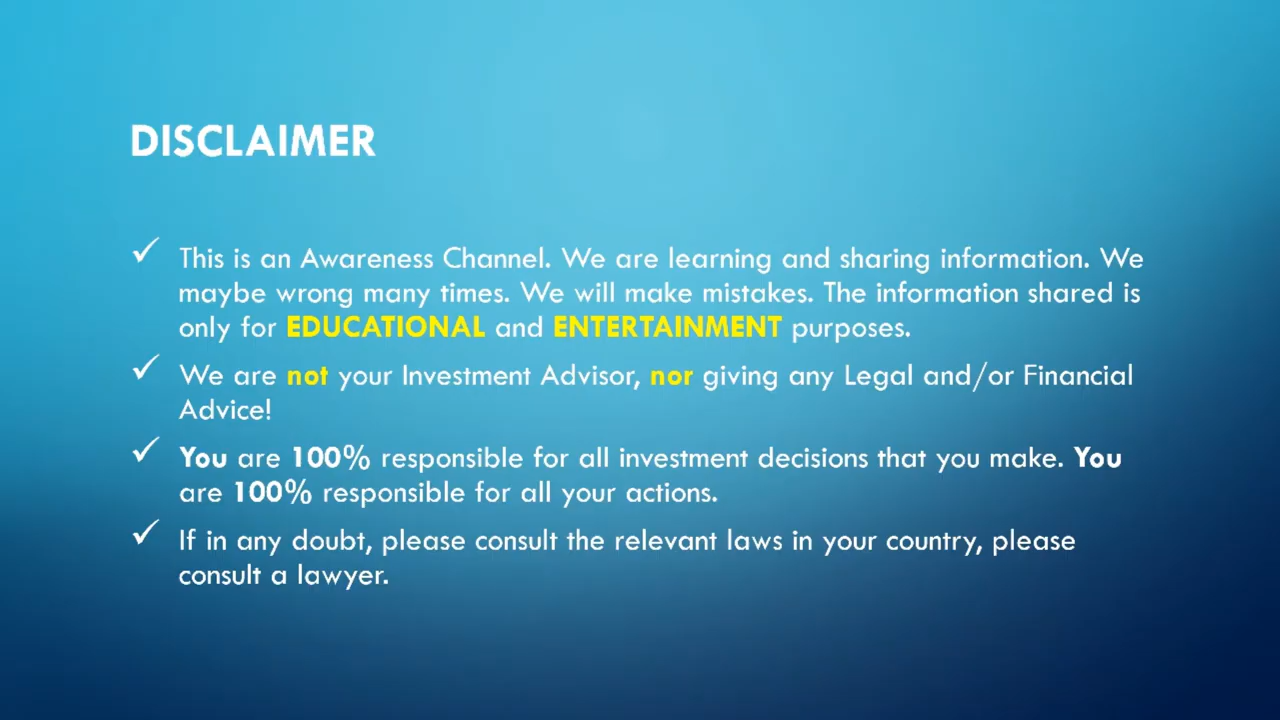 DISCLAIMER
✓ This is an Awareness Channel. We are learning and sharing information. We
maybe wrong many times. We will make mistakes. The information shared is
only for EDUCATIONAL and ENTERTAINMENT purposes.
✓ We are not your Investment Advisor, nor giving any Legal and/or Financial
Advice!
✓ You are 100% responsible for all investment decisions that you make. You
are 100% responsible for all your actions.
✓ If in any doubt, please consult the relevant laws in your country, please
consult a lawyer.